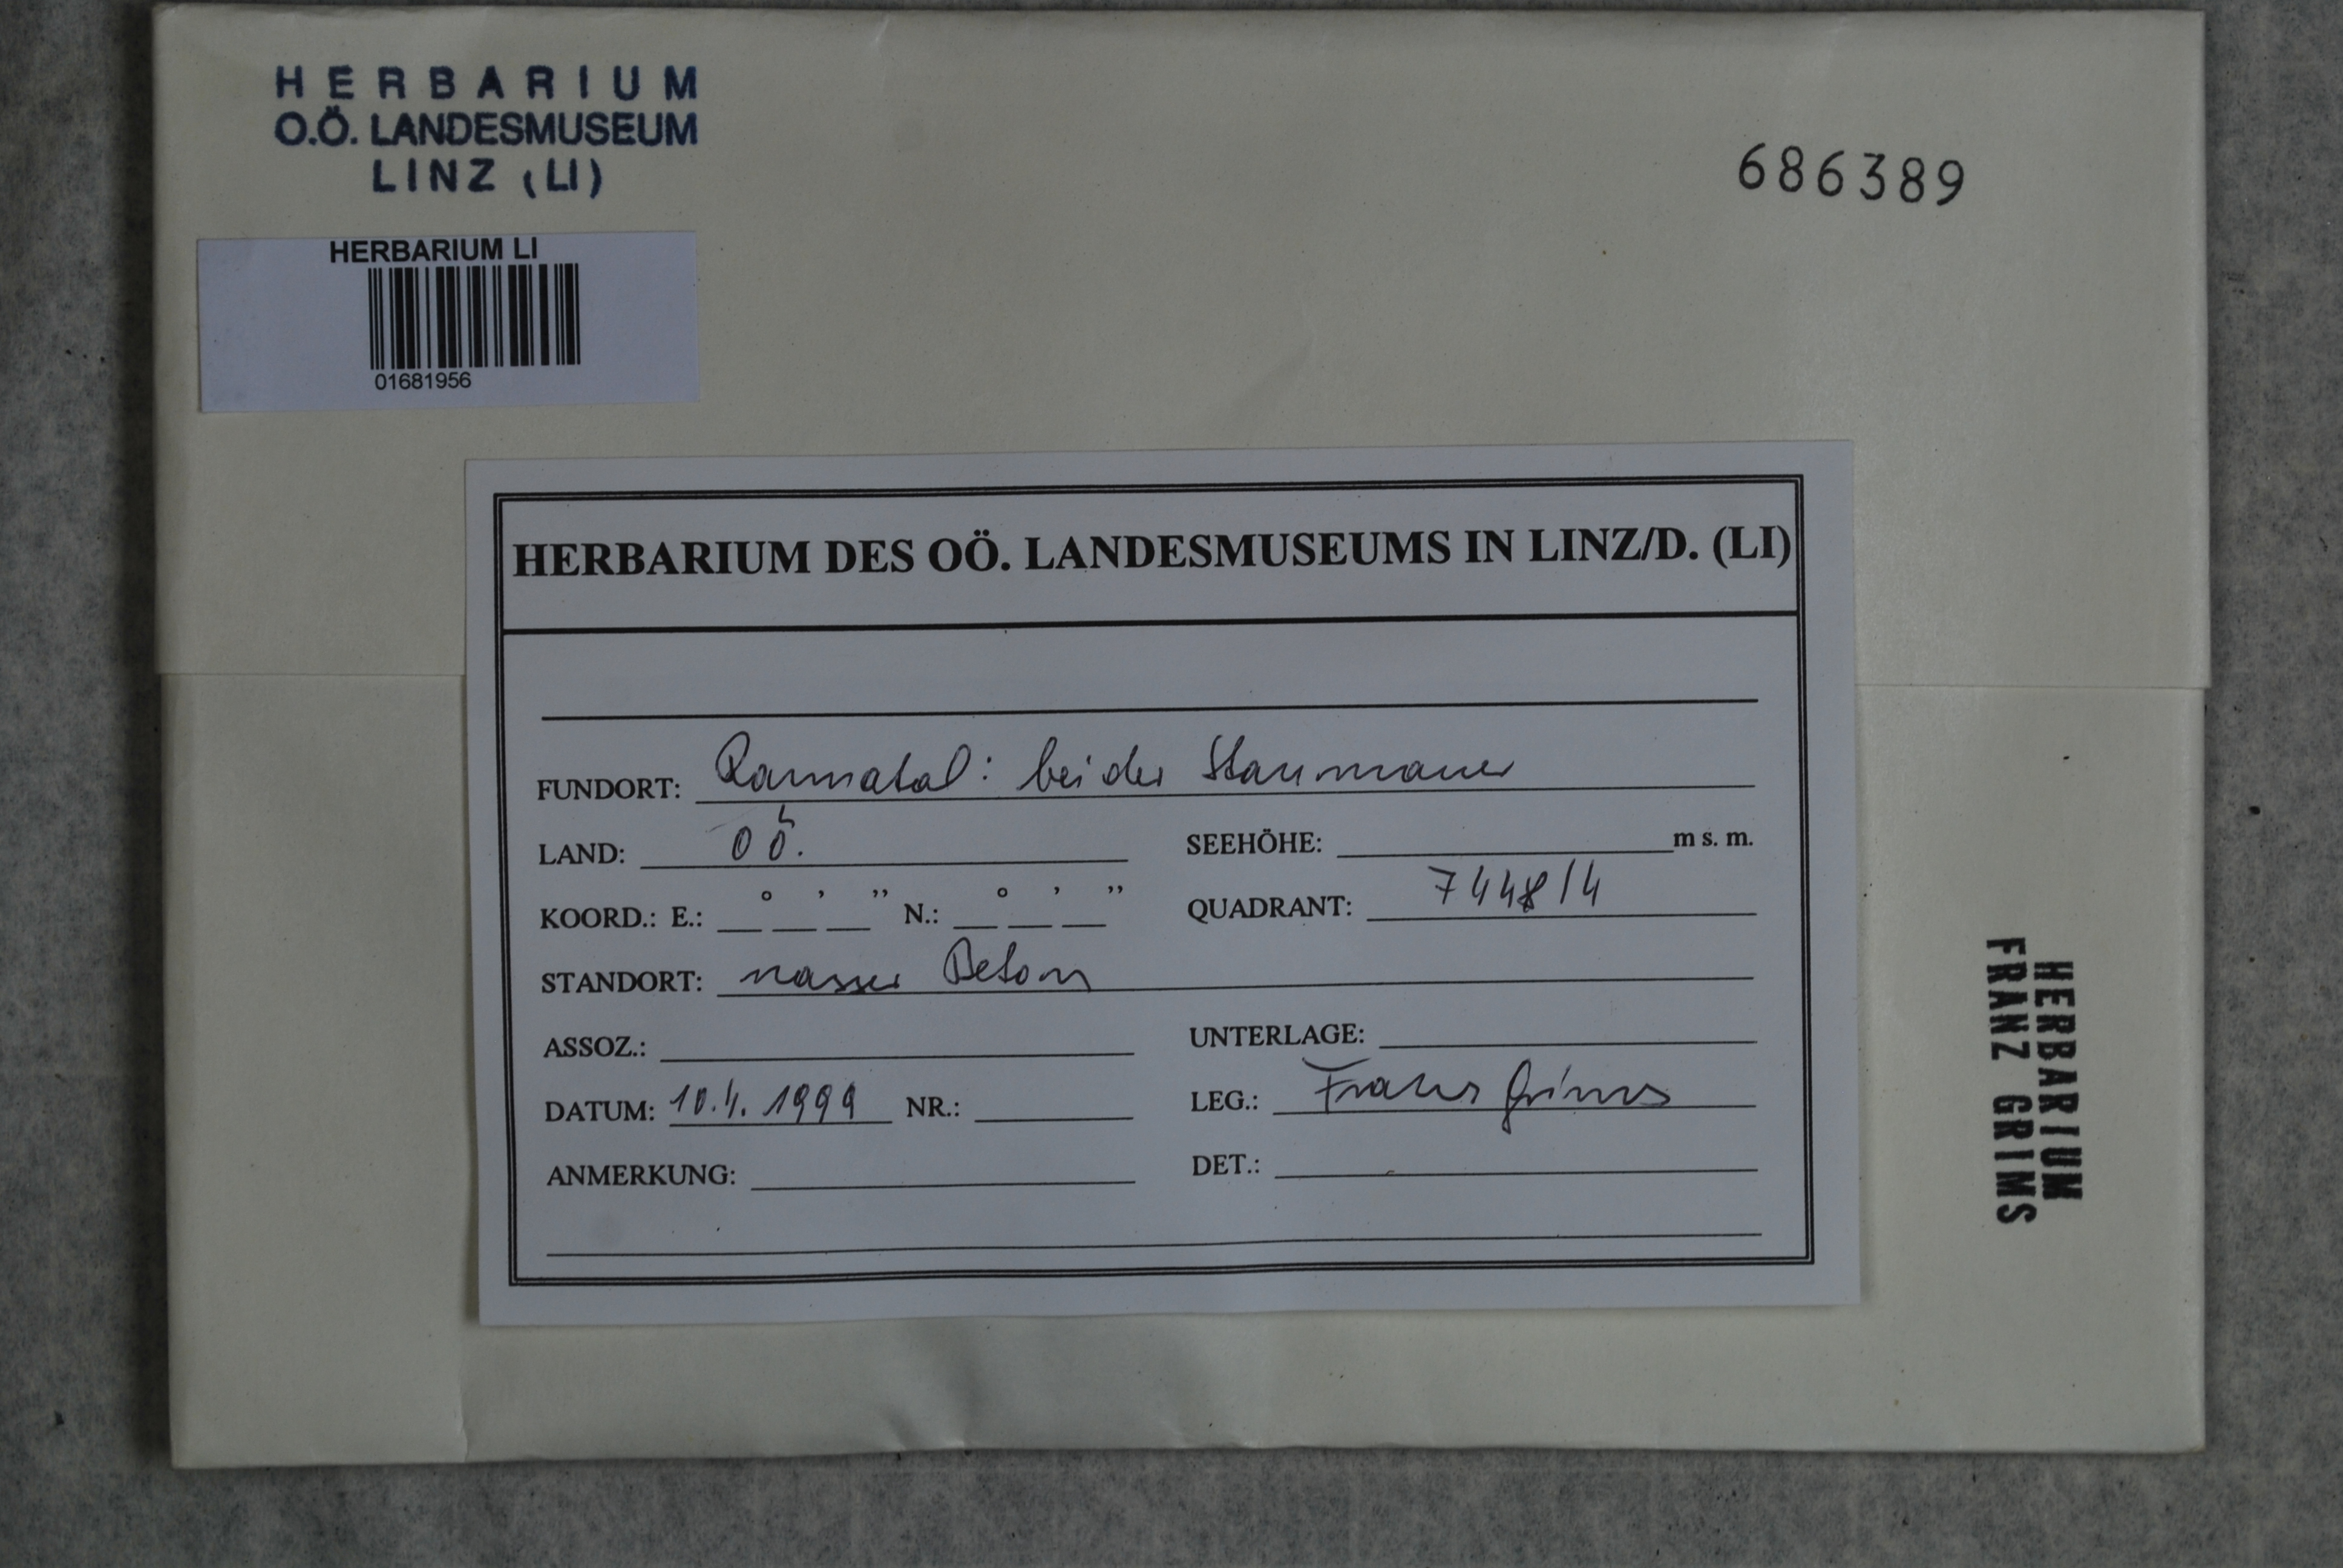 HERBARIUM
O.Ö. LANDESMUSEUM
LINZ (LI)
686389
HERBARIUM LI
01681956
HERBARIUM DES OÖ. LANDESMUSEUMS IN LINZ/D. (LI)
FUNDORT: Rannatal: bei der Staumauer
LAND: OÖ. SEEHÖHE: m s. m.
KOORD.: E.: ° ' " N.: ° ' " QUADRANT: 7448/4
STANDORT: nasser Beton
ASSOZ.: UNTERLAGE:
DATUM: 10.4.1999 NR.: LEG.: Franz Grims
ANMERKUNG: DET.:
HERBARIUM
FRANZ GRIMS